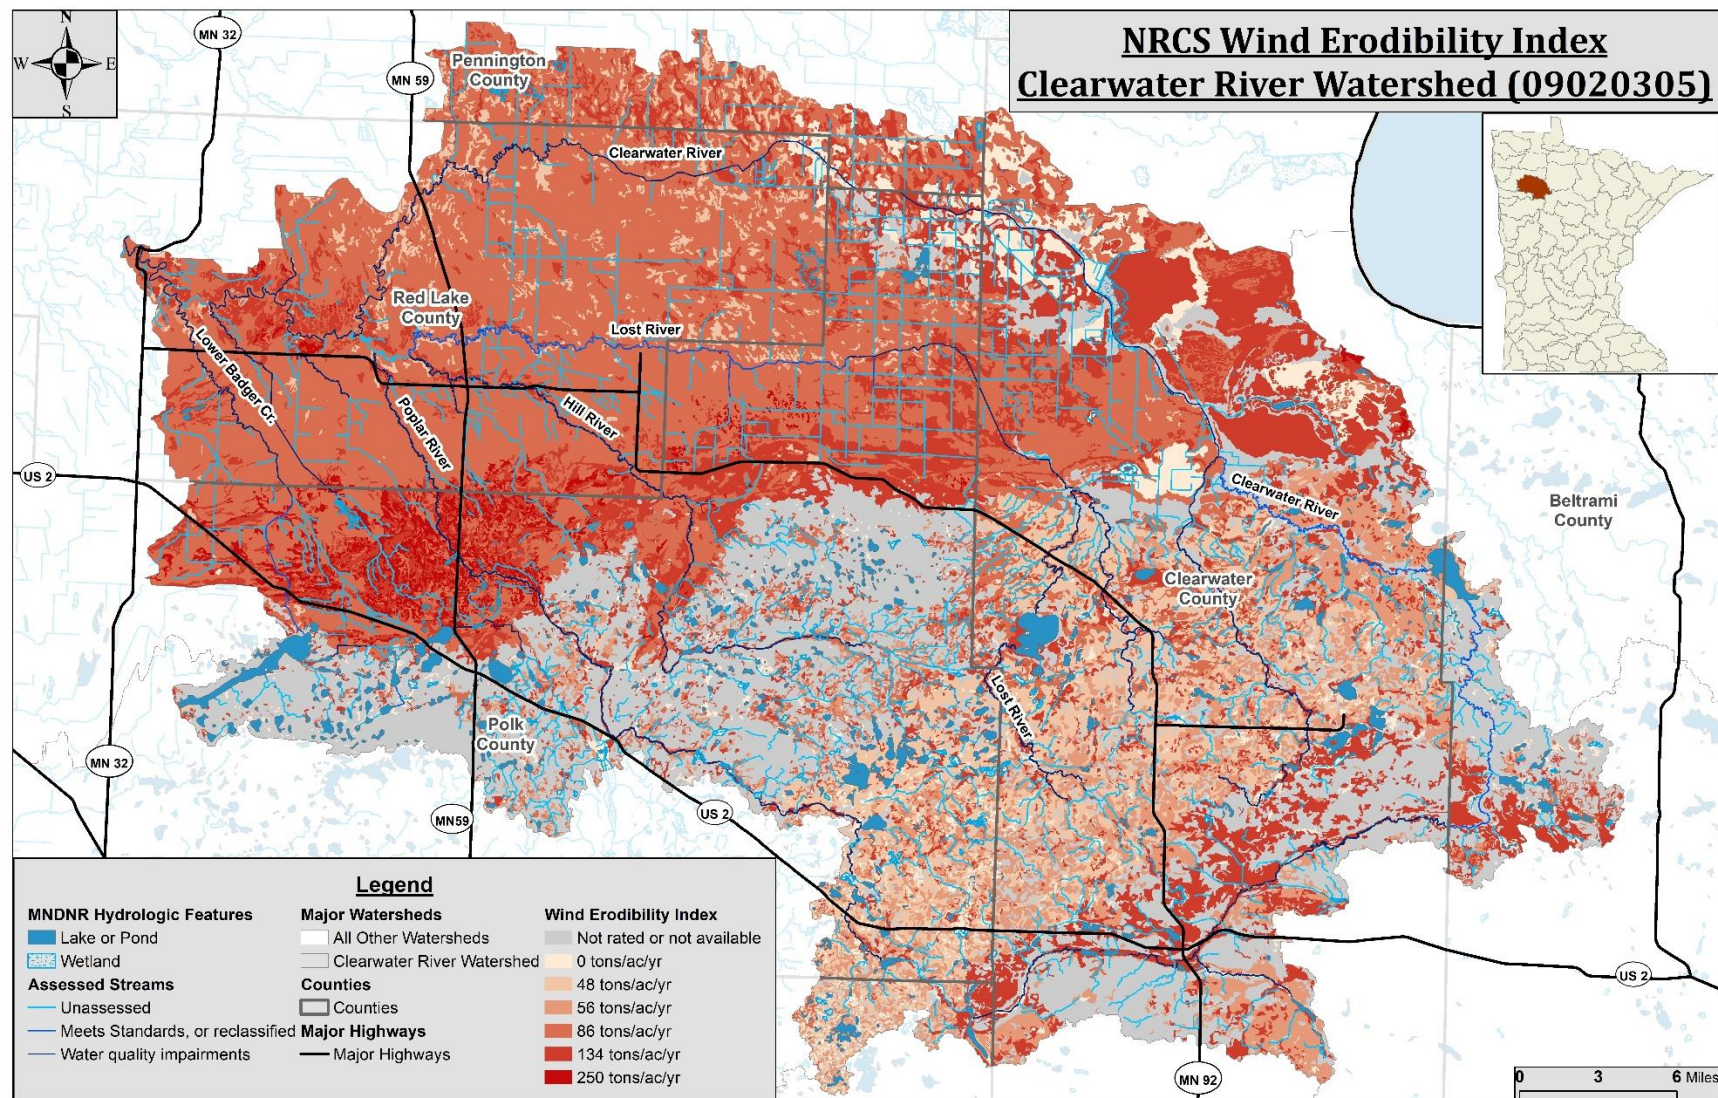 NRCS Wind Erodibility Index
Clearwater River Watershed (09020305)
N
W
E
S
MN 32
MN 59
Pennington
County
Clearwater River
Red Lake
County
Lost River
Lower Badger Cr.
Poplar River
Hill River
US 2
Clearwater River
Beltrami
County
Clearwater
County
Lost River
Polk
County
MN 32
MN59
US 2
US 2
MN 92
Legend
MNDNR Hydrologic Features
Lake or Pond
Wetland
Assessed Streams
Unassessed
Meets Standards, or reclassified
Water quality impairments
Major Watersheds
All Other Watersheds
Clearwater River Watershed
Counties
Counties
Major Highways
Major Highways
Wind Erodibility Index
Not rated or not available
0 tons/ac/yr
48 tons/ac/yr
56 tons/ac/yr
86 tons/ac/yr
134 tons/ac/yr
250 tons/ac/yr
0 3 6 Miles